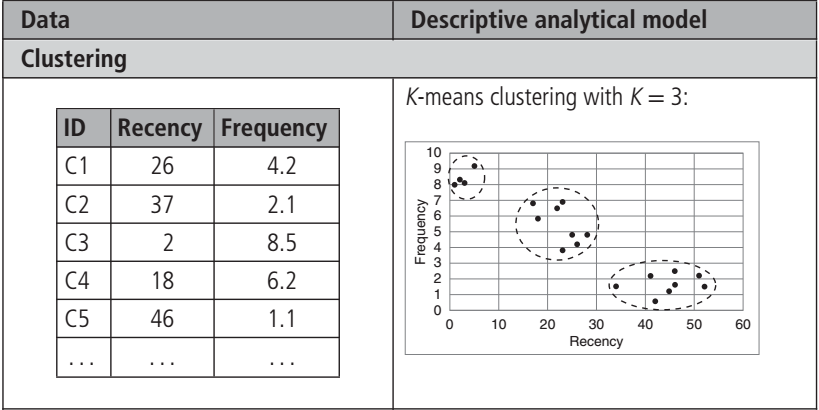 Data Descriptive analytical model
Clustering
K-means clustering with K = 3:
ID Recency Frequency
C1 26 4.2
C2 37 2.1
C3 2 8.5
C4 18 6.2
C5 46 1.1
... ... ...
10
9
8
7
6
5
4
3
2
1
0
Frequency
0 10 20 30 40 50 60
Recency